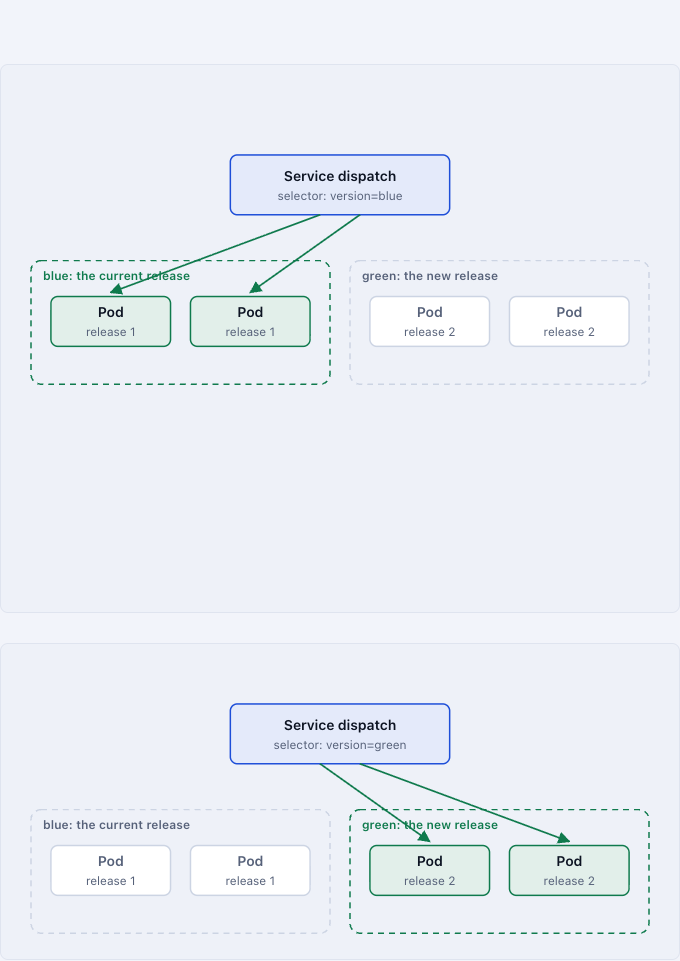 Service dispatch
selector: version=blue
blue: the current release
green: the new release
Pod
release 1
Pod
release 1
Pod
release 2
Pod
release 2
Service dispatch
selector: version=green
blue: the current release
green: the new release
Pod
release 1
Pod
release 1
Pod
release 2
Pod
release 2